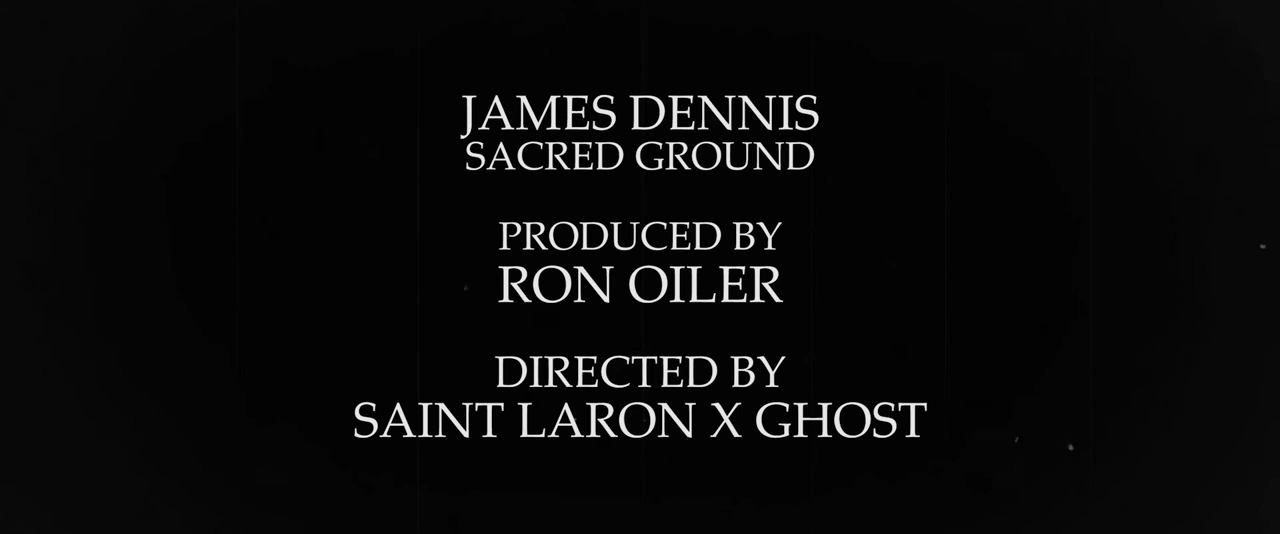 JAMES DENNIS
SACRED GROUND
PRODUCED BY
RON OILER
DIRECTED BY
SAINT LARON X GHOST